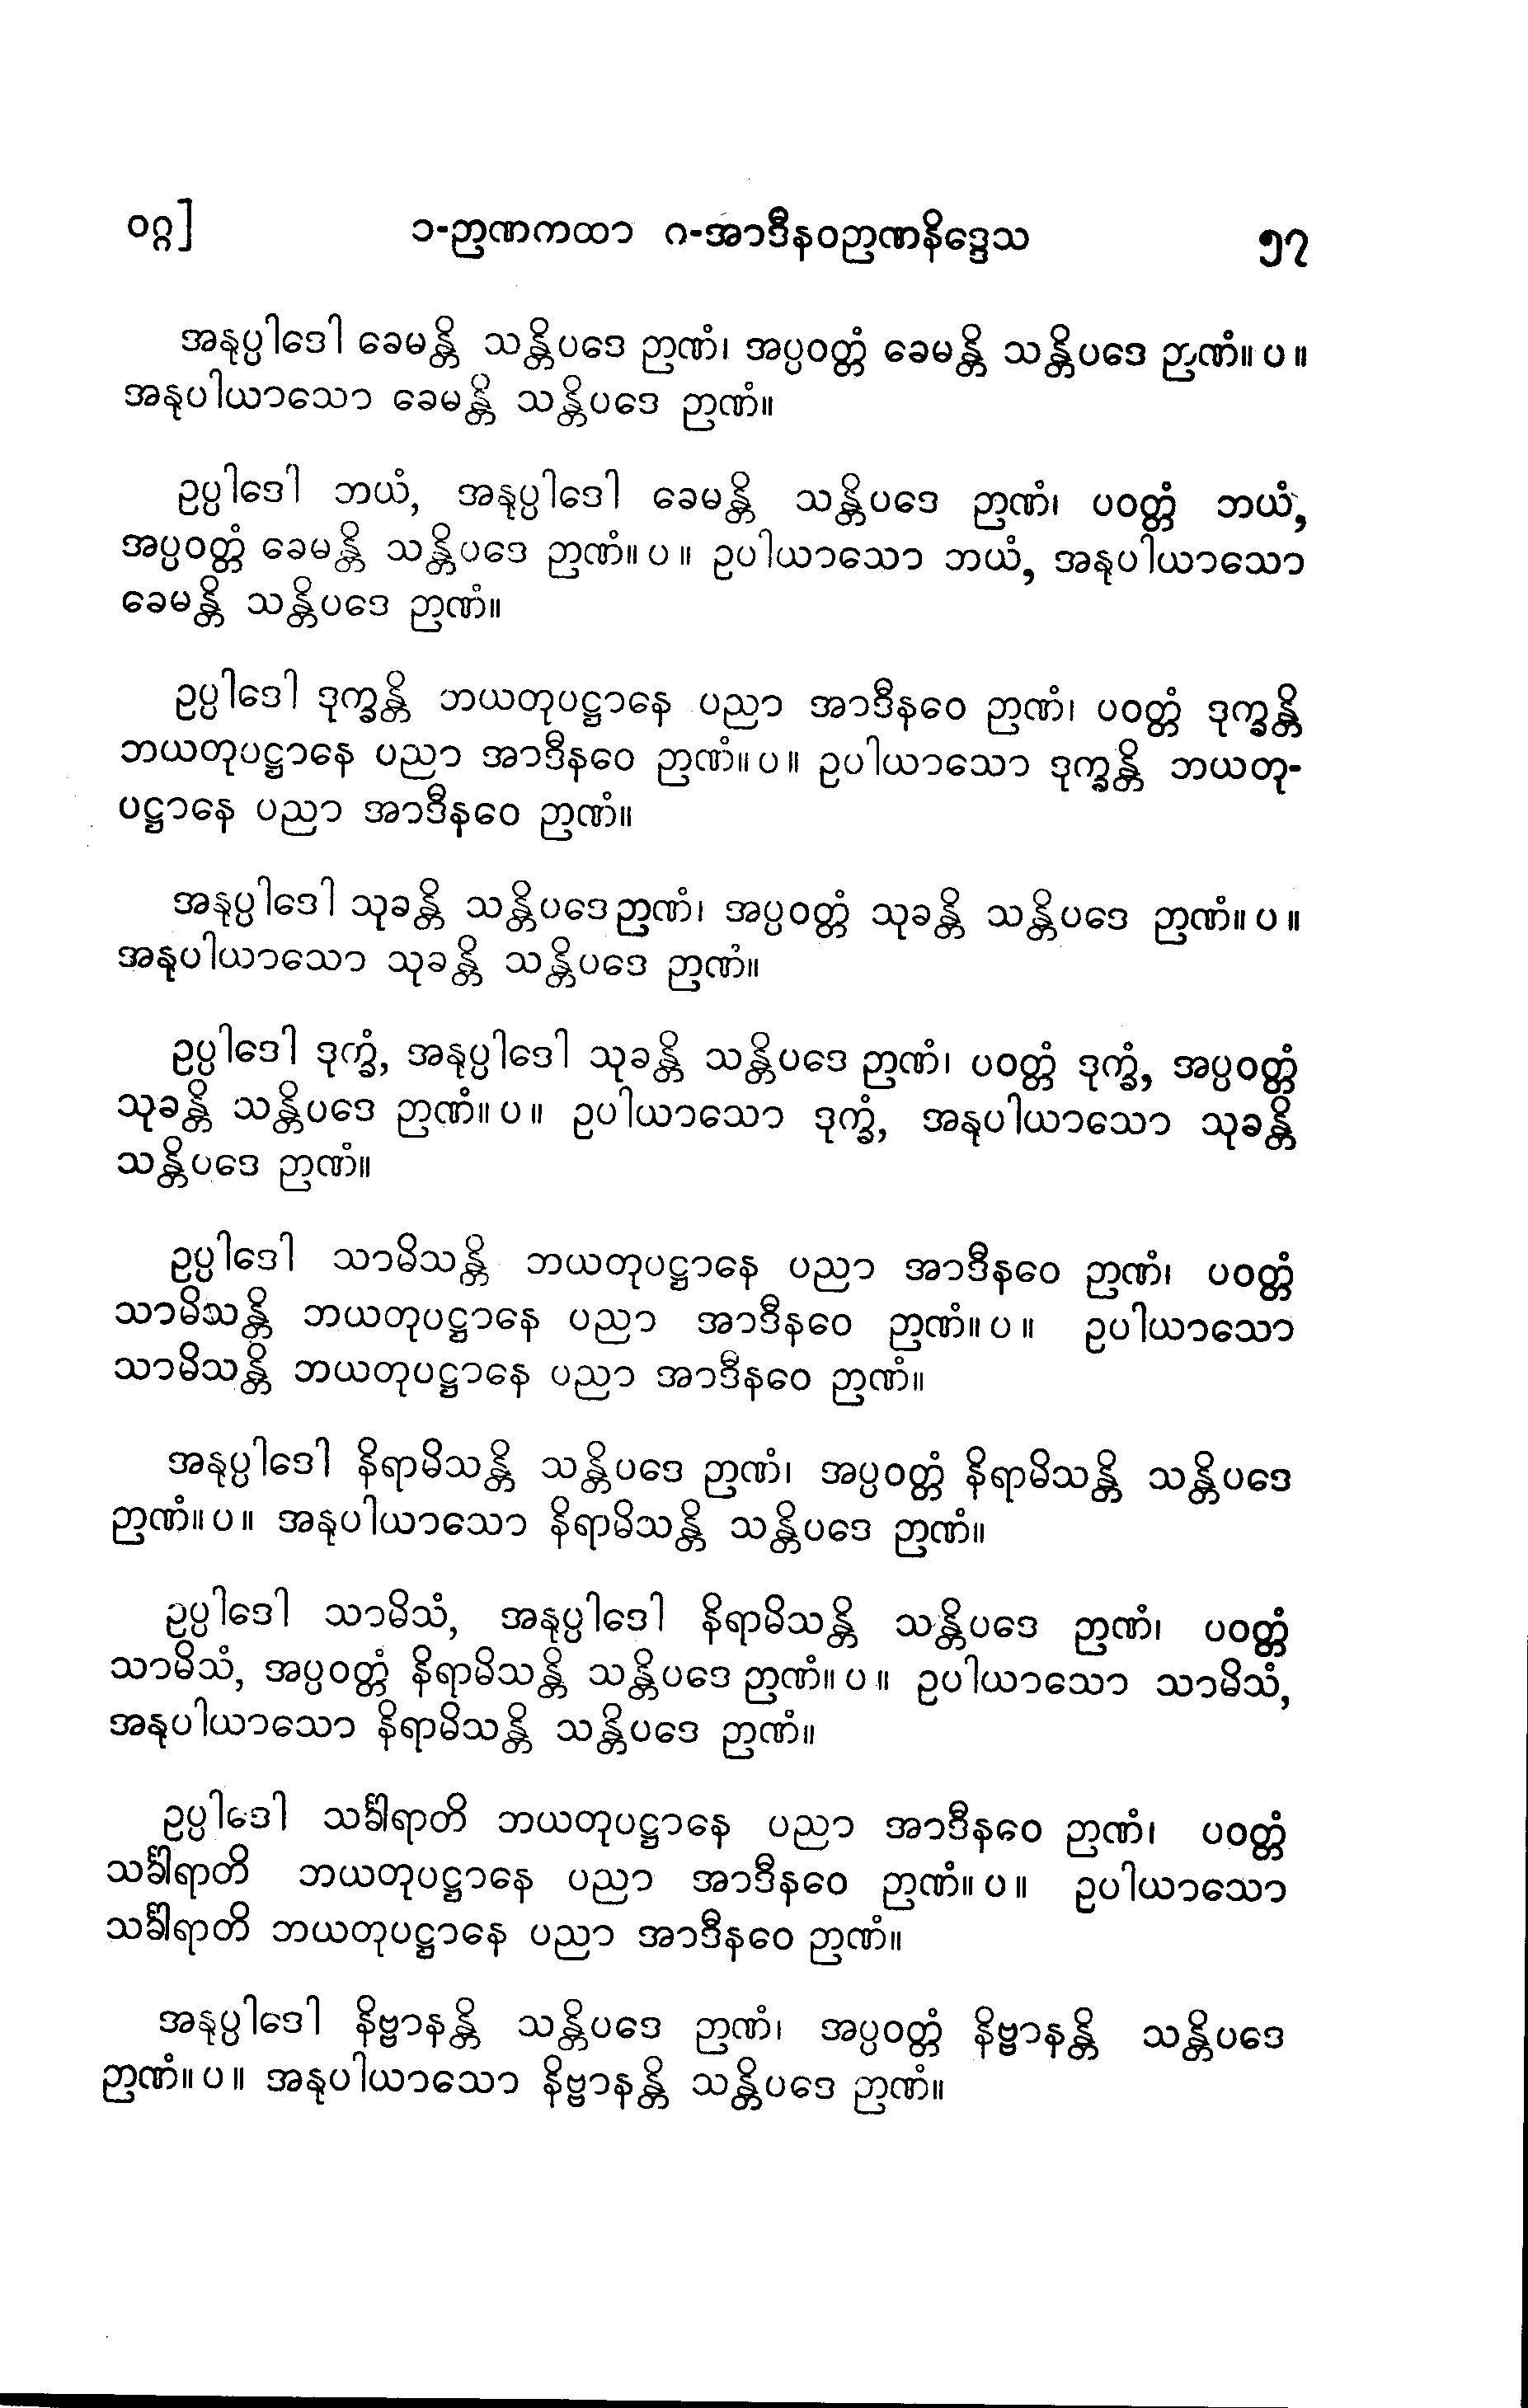 ဝဂ္ဂ]	၁-ဉာဏကထာ ဂ-အာဒီနဝဉာဏနိဒ္ဒေသ	၅၇
အနုပ္ပါဒေါ ခေမန္တိ သန္တိပဒေ ဉာဏံ၊ အပ္ပဝတ္တံ ခေမန္တိ သန္တိပဒေ ဉာဏံ။ ပ ။
အနုပါယာသော ခေမန္တိ သန္တိပဒေ ဉာဏံ။
ဥပ္ပါဒေါ ဘယံ, အနုပ္ပါဒေါ ခေမန္တိ သန္တိပဒေ ဉာဏံ၊ ပဝတ္တံ ဘယံ,
အပ္ပဝတ္တံ ခေမန္တိ သန္တိပဒေ ဉာဏံ။ ပ ။ ဥပါယာသော ဘယံ, အနုပါယာသော
ခေမန္တိ သန္တိပဒေ ဉာဏံ။
ဥပ္ပါဒေါ ဒုက္ခန္တိ ဘယတုပဋ္ဌာနေ ပညာ အာဒီနဝေ ဉာဏံ၊ ပဝတ္တံ ဒုက္ခန္တိ
ဘယတုပဋ္ဌာနေ ပညာ အာဒီနဝေ ဉာဏံ။ ပ ။ ဥပါယာသော ဒုက္ခန္တိ ဘယတု-
ပဋ္ဌာနေ ပညာ အာဒီနဝေ ဉာဏံ။
အနုပ္ပါဒေါ သုခန္တိ သန္တိပဒေဉာဏံ၊ အပ္ပဝတ္တံ သုခန္တိ သန္တိပဒေ ဉာဏံ။ ပ ။
အနုပါယာသော သုခန္တိ သန္တိပဒေ ဉာဏံ။
ဥပ္ပါဒေါ ဒုက္ခံ, အနုပ္ပါဒေါ သုခန္တိ သန္တိပဒေ ဉာဏံ၊ ပဝတ္တံ ဒုက္ခံ, အပ္ပဝတ္တံ
သုခန္တိ သန္တိပဒေ ဉာဏံ။ ပ ။ ဥပါယာသော ဒုက္ခံ, အနုပါယာသော သုခန္တိ
သန္တိပဒေ ဉာဏံ။
ဥပ္ပါဒေါ သာမိသန္တိ ဘယတုပဋ္ဌာနေ ပညာ အာဒီနဝေ ဉာဏံ၊ ပဝတ္တံ
သာမိသန္တိ ဘယတုပဋ္ဌာနေ ပညာ အာဒီနဝေ ဉာဏံ။ ပ ။ ဥပါယာသော
သာမိသန္တိ ဘယတုပဋ္ဌာနေ ပညာ အာဒီနဝေ ဉာဏံ။
အနုပ္ပါဒေါ နိရာမိသန္တိ သန္တိပဒေ ဉာဏံ၊ အပ္ပဝတ္တံ နိရာမိသန္တိ သန္တိပဒေ
ဉာဏံ။ ပ ။ အနုပါယာသော နိရာမိသန္တိ သန္တိပဒေ ဉာဏံ။
ဥပ္ပါဒေါ သာမိသံ, အနုပ္ပါဒေါ နိရာမိသန္တိ သန္တိပဒေ ဉာဏံ၊ ပဝတ္တံ
သာမိသံ, အပ္ပဝတ္တံ နိရာမိသန္တိ သန္တိပဒေ ဉာဏံ။ ပ ။ ဥပါယာသော သာမိသံ,
အနုပါယာသော နိရာမိသန္တိ သန္တိပဒေ ဉာဏံ။
ဥပ္ပါဒေါ သင်္ခါရာတိ ဘယတုပဋ္ဌာနေ ပညာ အာဒီနဝေ ဉာဏံ၊ ပဝတ္တံ
သင်္ခါရာတိ ဘယတုပဋ္ဌာနေ ပညာ အာဒီနဝေ ဉာဏံ။ ပ ။ ဥပါယာသော
သင်္ခါရာတိ ဘယတုပဋ္ဌာနေ ပညာ အာဒီနဝေ ဉာဏံ။
အနုပ္ပါဒေါ နိဗ္ဗာနန္တိ သန္တိပဒေ ဉာဏံ၊ အပ္ပဝတ္တံ နိဗ္ဗာနန္တိ သန္တိပဒေ
ဉာဏံ။ ပ ။ အနုပါယာသော နိဗ္ဗာနန္တိ သန္တိပဒေ ဉာဏံ။